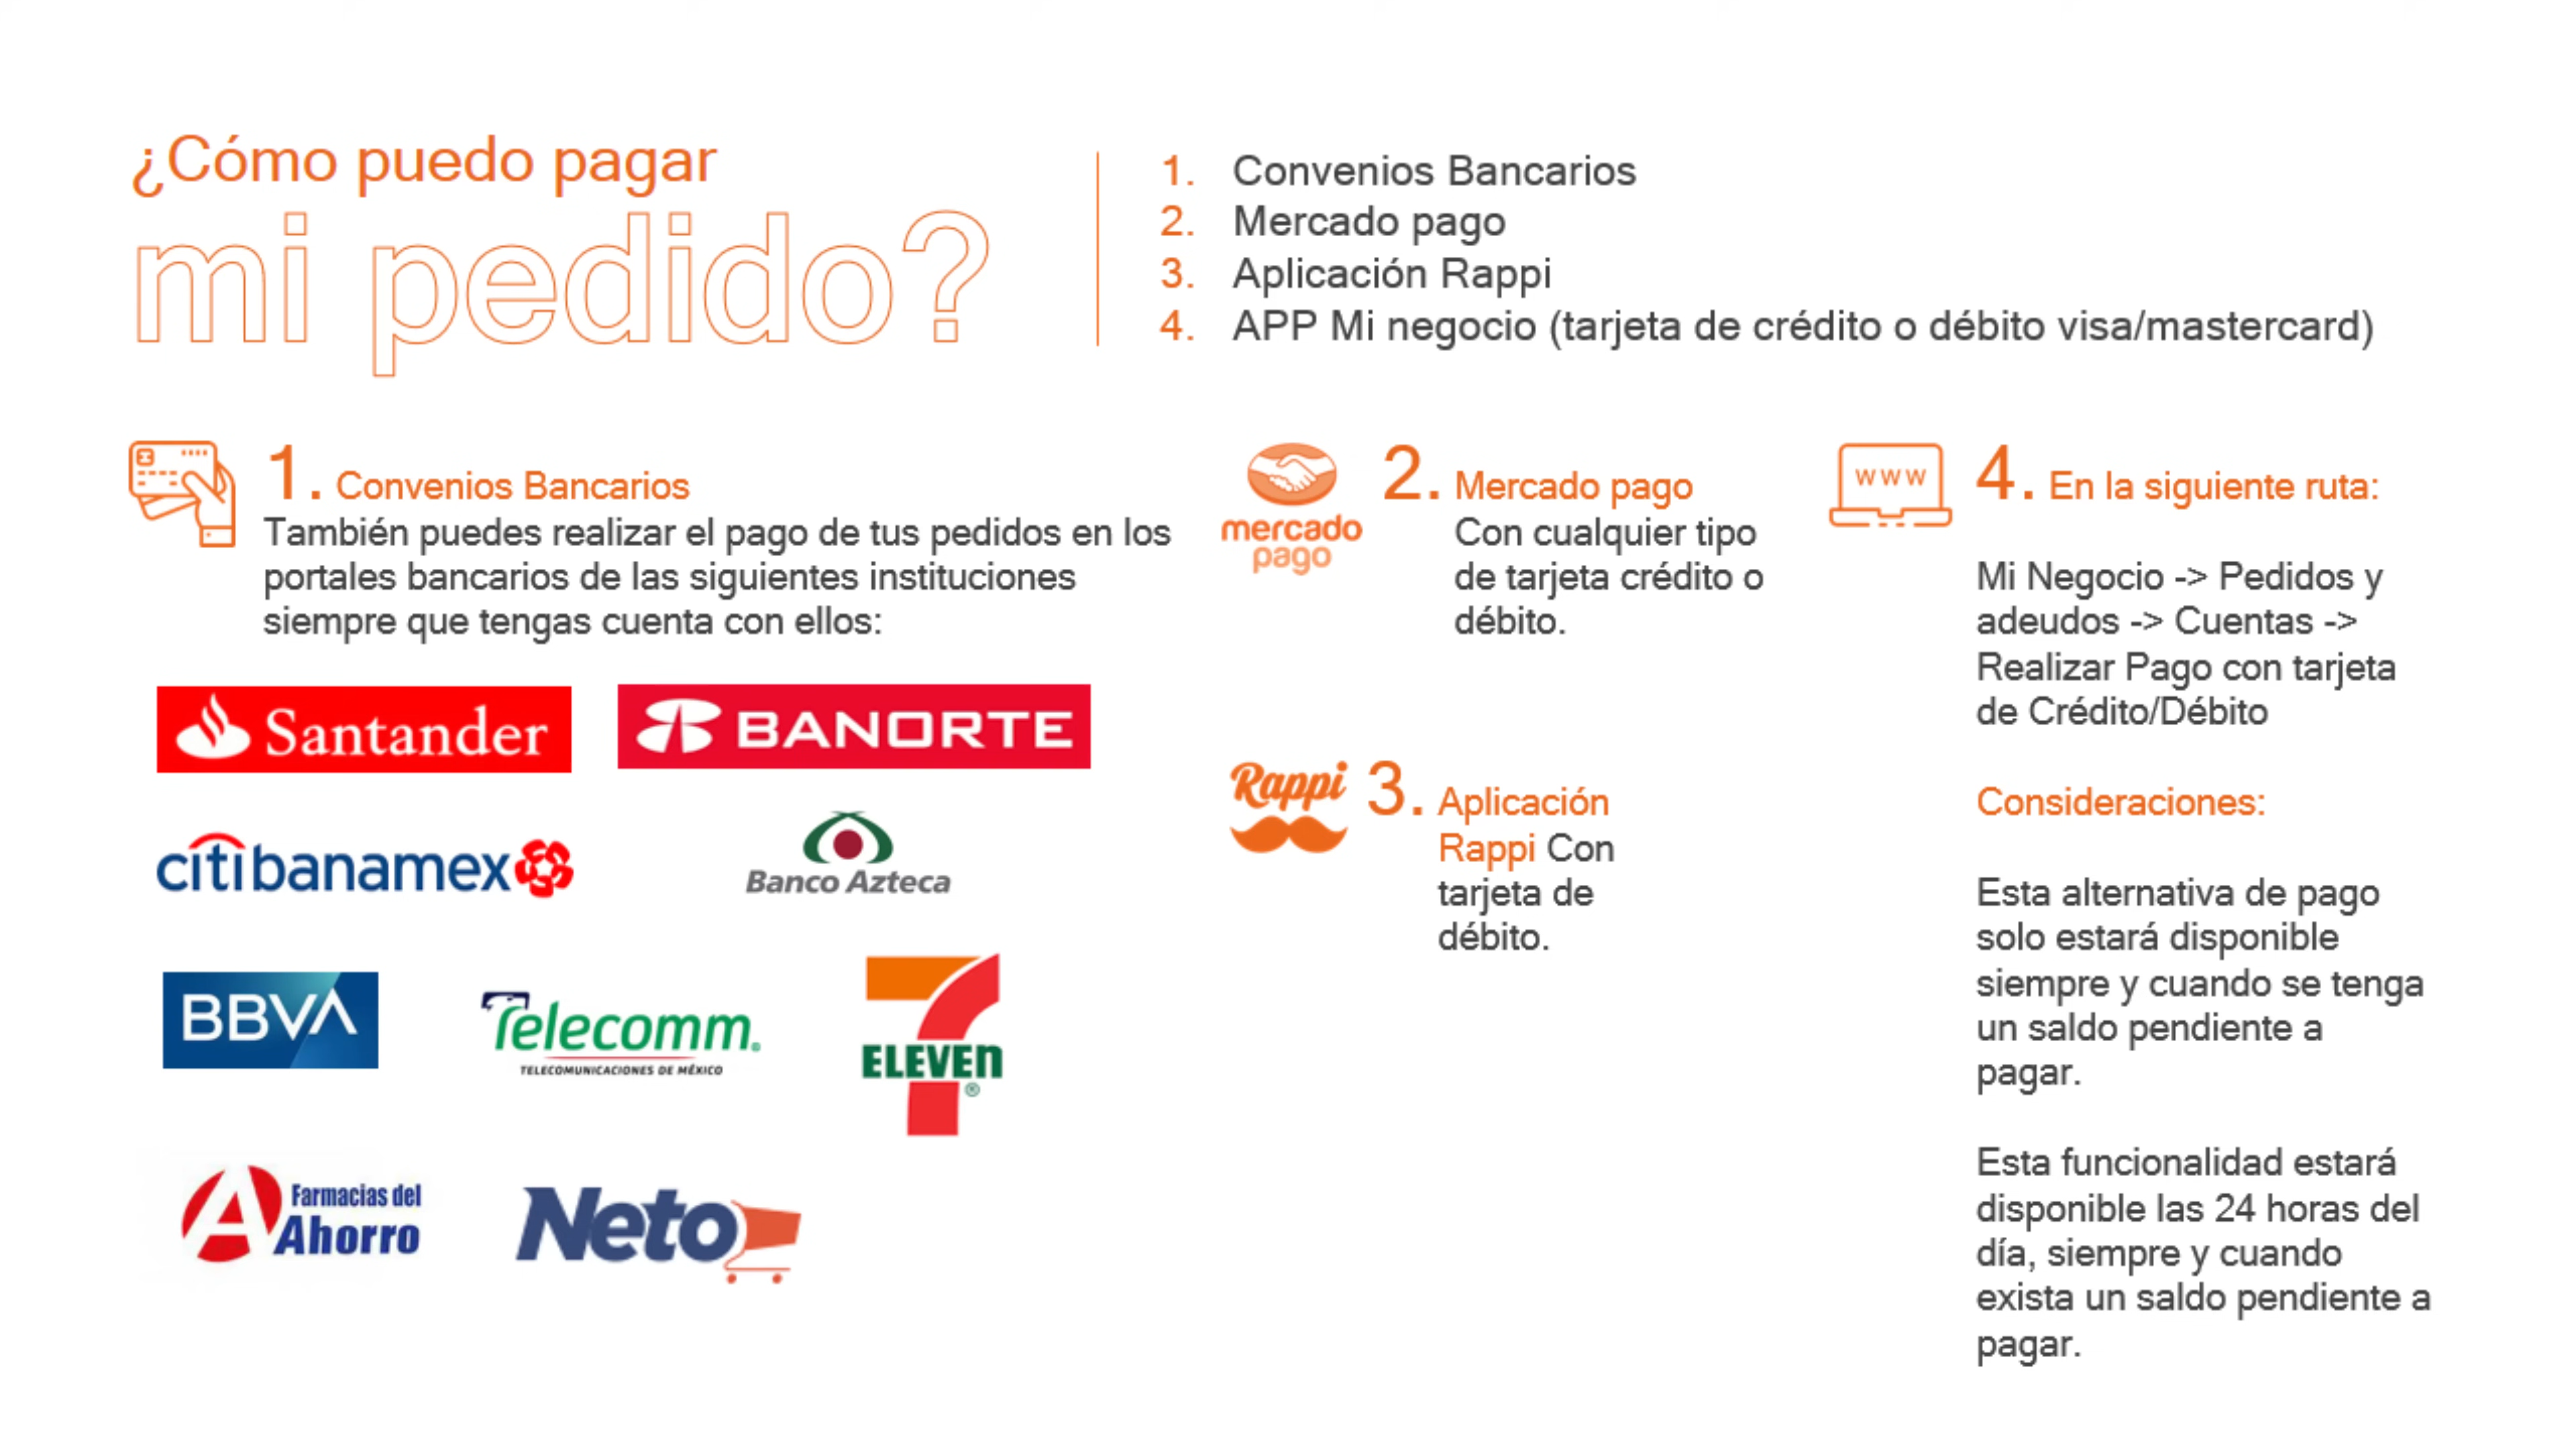 ¿Cómo puedo pagar
mi pedido?
1. Convenios Bancarios
2. Mercado pago
3. Aplicación Rappi
4. APP Mi negocio (tarjeta de crédito o débito visa/mastercard)
1. Convenios Bancarios
También puedes realizar el pago de tus pedidos en los
portales bancarios de las siguientes instituciones
siempre que tengas cuenta con ellos:
Santander
BANORTE
citibanamex
Banco Azteca
BBVA
Telecomm.
TELECOMUNICACIONES DE MÉXICO
7
ELEVEn
®
Farmacias del
Ahorro
Neto
mercado
pago
2. Mercado pago
Con cualquier tipo
de tarjeta crédito o
débito.
Rappi
3. Aplicación
Rappi Con
tarjeta de
débito.
www
4. En la siguiente ruta:
Mi Negocio -> Pedidos y
adeudos -> Cuentas ->
Realizar Pago con tarjeta
de Crédito/Débito
Consideraciones:
Esta alternativa de pago
solo estará disponible
siempre y cuando se tenga
un saldo pendiente a
pagar.
Esta funcionalidad estará
disponible las 24 horas del
día, siempre y cuando
exista un saldo pendiente a
pagar.